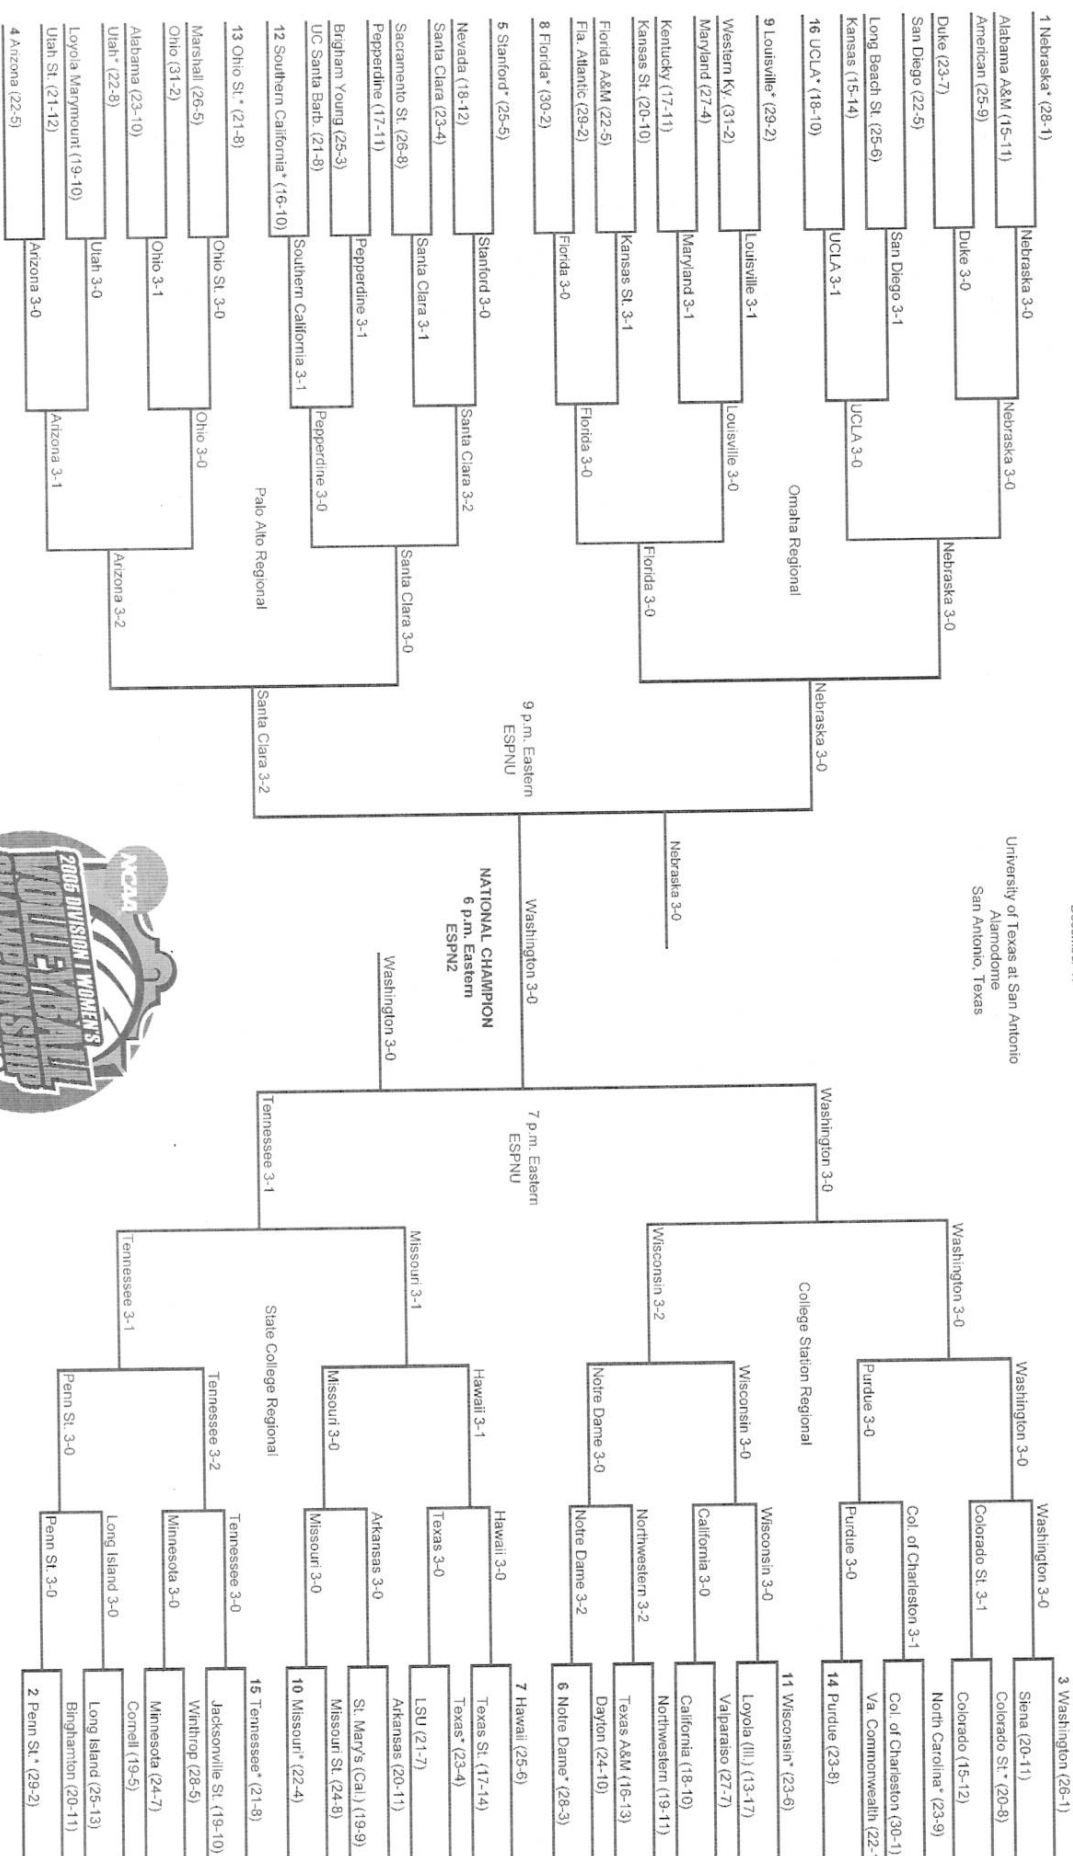 1 Nebraska* (28-1)
Alabama A&M (15-11)
American (25-9)
Duke (23-7)
San Diego (22-5)
Long Beach St. (25-6)
Kansas (15-14)
16 UCLA* (18-10)
9 Louisville* (29-2)
Western Ky. (31-2)
Maryland (27-4)
Kentucky (17-11)
Kansas St. (20-10)
Florida A&M (22-5)
Fla. Atlantic (29-2)
8 Florida* (30-2)
5 Stanford* (25-5)
Nevada (18-12)
Santa Clara (23-4)
Sacramento St. (26-8)
Pepperdine (17-11)
Brigham Young (25-3)
UC Santa Barb. (21-8)
12 Southern California* (16-10)
13 Ohio St.* (21-8)
Marshall (26-5)
Ohio (31-2)
Alabama (23-10)
Utah* (22-8)
Loyola Marymount (19-10)
Utah St. (21-12)
4 Arizona (22-5)
Nebraska 3-0
Duke 3-0
San Diego 3-1
UCLA 3-1
Louisville 3-1
Maryland 3-1
Kansas St. 3-1
Florida 3-0
Stanford 3-0
Santa Clara 3-1
Pepperdine 3-1
Southern California 3-1
Ohio St. 3-0
Ohio 3-1
Utah 3-0
Arizona 3-0
Nebraska 3-0
UCLA 3-0
Louisville 3-0
Florida 3-0
Santa Clara 3-2
Pepperdine 3-0
Ohio 3-0
Arizona 3-1
Omaha Regional
Palo Alto Regional
Nebraska 3-0
Florida 3-0
Santa Clara 3-0
Arizona 3-2
Nebraska 3-0
Santa Clara 3-2
9 p.m. Eastern
ESPNU
University of Texas at San Antonio
Alamodome
San Antonio, Texas
Nebraska 3-0
Washington 3-0
NATIONAL CHAMPION
6 p.m. Eastern
ESPN2
Washington 3-0
NCAA
2005 DIVISION I WOMEN'S
VOLLEYBALL
CHAMPIONSHIP
7 p.m. Eastern
ESPNU
Washington 3-0
Tennessee 3-1
Washington 3-0
Wisconsin 3-2
Missouri 3-1
Tennessee 3-1
College Station Regional
State College Regional
Washington 3-0
Purdue 3-0
Wisconsin 3-0
Notre Dame 3-0
Hawaii 3-1
Missouri 3-0
Tennessee 3-2
Penn St. 3-0
Washington 3-0
Colorado St. 3-1
Col. of Charleston 3-1
Purdue 3-0
Wisconsin 3-0
California 3-0
Northwestern 3-2
Notre Dame 3-2
Hawaii 3-0
Texas 3-0
Arkansas 3-0
Missouri 3-0
Tennessee 3-0
Minnesota 3-0
Long Island 3-0
Penn St. 3-0
3 Washington (26-1)
Siena (20-11)
Colorado St.* (20-8)
Colorado (15-12)
North Carolina* (23-9)
Col. of Charleston (30-1)
Va. Commonwealth (22-
14 Purdue (23-8)
11 Wisconsin* (23-6)
Loyola (Ill.) (13-17)
Valparaiso (27-7)
California (18-10)
Northwestern (19-11)
Texas A&M (16-13)
Dayton (24-10)
6 Notre Dame* (28-3)
7 Hawaii (25-6)
Texas St. (17-14)
Texas* (23-4)
LSU (21-7)
Arkansas (20-11)
St. Mary's (Cal.) (19-9)
Missouri St. (24-8)
10 Missouri* (22-4)
15 Tennessee* (21-8)
Jacksonville St. (19-10)
Winthrop (28-5)
Minnesota (24-7)
Cornell (19-5)
Long Island (25-13)
Binghamton (20-11)
2 Penn St.* (29-2)